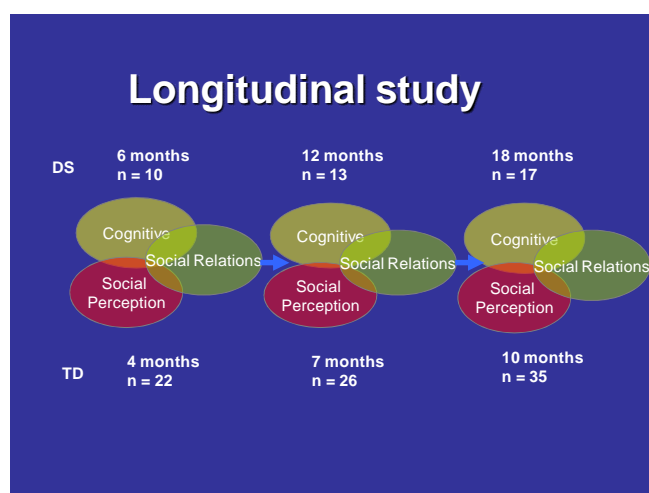 Longitudinal study
DS
6 months
n = 10
12 months
n = 13
18 months
n = 17
Cognitive
Social Relations
Social
Perception
Cognitive
Social Relations
Social
Perception
Cognitive
Social Relations
Social
Perception
TD
4 months
n = 22
7 months
n = 26
10 months
n = 35